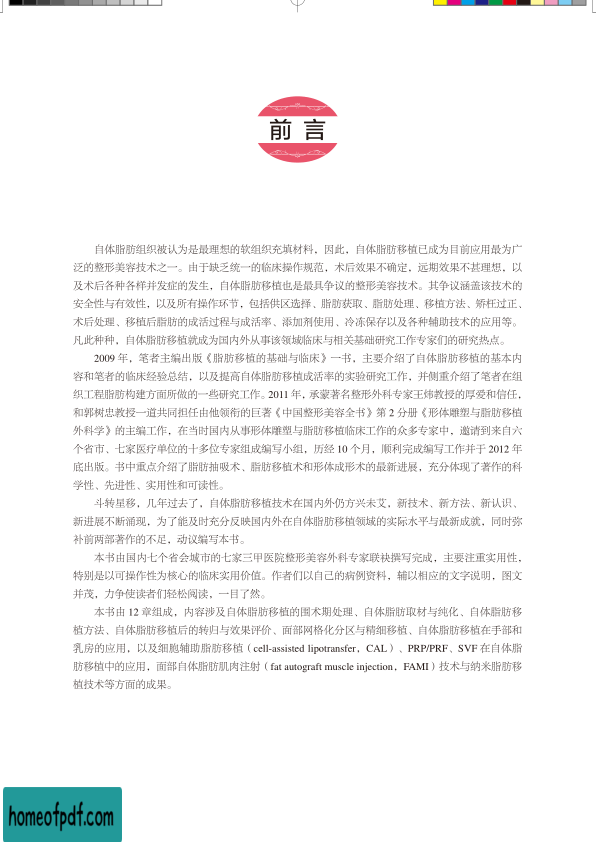 前 言
自体脂肪组织被认为是最理想的软组织充填材料，因此，自体脂肪移植已成为目前应用最为广
泛的整形美容技术之一。由于缺乏统一的临床操作规范，术后效果不确定，远期效果不甚理想，以
及术后各种各样并发症的发生，自体脂肪移植也是最具争议的整形美容技术。其争议涵盖该技术的
安全性与有效性，以及所有操作环节，包括供区选择、脂肪获取、脂肪处理、移植方法、矫枉过正、
术后处理、移植后脂肪的成活过程与成活率、添加剂使用、冷冻保存以及各种辅助技术的应用等。
凡此种种，自体脂肪移植就成为国内外从事该领域临床与相关基础研究工作专家们的研究热点。
2009 年，笔者主编出版《脂肪移植的基础与临床》一书，主要介绍了自体脂肪移植的基本内
容和笔者的临床经验总结，以及提高自体脂肪移植成活率的实验研究工作，并侧重介绍了笔者在组
织工程脂肪构建方面所做的一些研究工作。2011 年，承蒙著名整形外科专家王炜教授的厚爱和信任，
和郭树忠教授一道共同担任由他领衔的巨著《中国整形美容全书》第 2 分册《形体雕塑与脂肪移植
外科学》的主编工作，在当时国内从事形体雕塑与脂肪移植临床工作的众多专家中，邀请到来自六
个省市、七家医疗单位的十多位专家组成编写小组，历经 10 个月，顺利完成编写工作并于 2012 年
底出版。书中重点介绍了脂肪抽吸术、脂肪移植术和形体成形术的最新进展，充分体现了著作的科
学性、先进性、实用性和可读性。
斗转星移，几年过去了，自体脂肪移植技术在国内外仍方兴未艾，新技术、新方法、新认识、
新进展不断涌现，为了能及时充分反映国内外在自体脂肪移植领域的实际水平与最新成就，同时弥
补前两部著作的不足，动议编写本书。
本书由国内七个省会城市的七家三甲医院整形美容外科专家联袂撰写完成，主要注重实用性，
特别是以可操作性为核心的临床实用价值。作者们以自己的病例资料，辅以相应的文字说明，图文
并茂，力争使读者们轻松阅读，一目了然。
本书由 12 章组成，内容涉及自体脂肪移植的围术期处理、自体脂肪取材与纯化、自体脂肪移
植方法、自体脂肪移植后的转归与效果评价、面部网格化分区与精细移植、自体脂肪移植在手部和
乳房的应用，以及细胞辅助脂肪移植（cell-assisted lipotransfer，CAL）、PRP/PRF、SVF 在自体脂
肪移植中的应用，面部自体脂肪肌肉注射（fat autograft muscle injection，FAMI）技术与纳米脂肪移
植技术等方面的成果。
homeofpdf.com